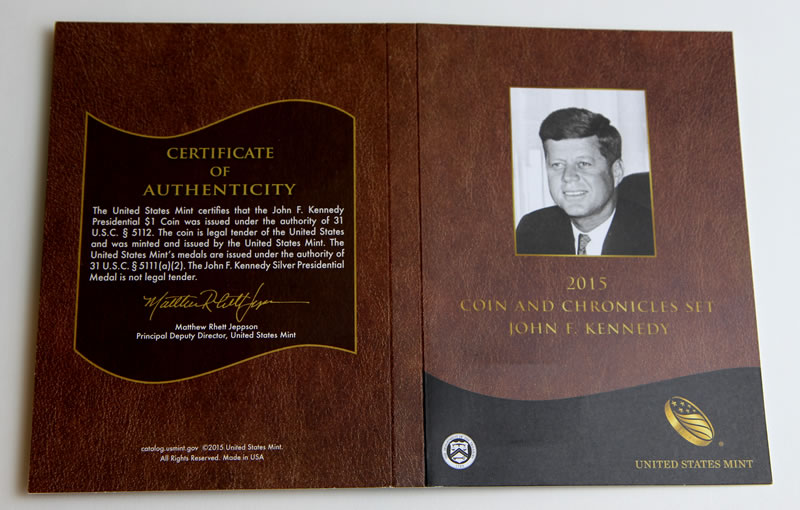 CERTIFICATE
OF
AUTHENTICITY
The United States Mint certifies that the John F. Kennedy
Presidential $1 Coin was issued under the authority of 31
U.S.C. § 5112. The coin is legal tender of the United States
and was minted and issued by the United States Mint. The
United States Mint's medals are issued under the authority of
31 U.S.C. § 5111(a)(2). The John F. Kennedy Silver Presidential
Medal is not legal tender.
Matthew Rhett Jeppson
Matthew Rhett Jeppson
Principal Deputy Director, United States Mint
catalog.usmint.gov ©2015 United States Mint.
All Rights Reserved. Made in USA
2015
COIN AND CHRONICLES SET
JOHN F. KENNEDY
UNITED STATES MINT